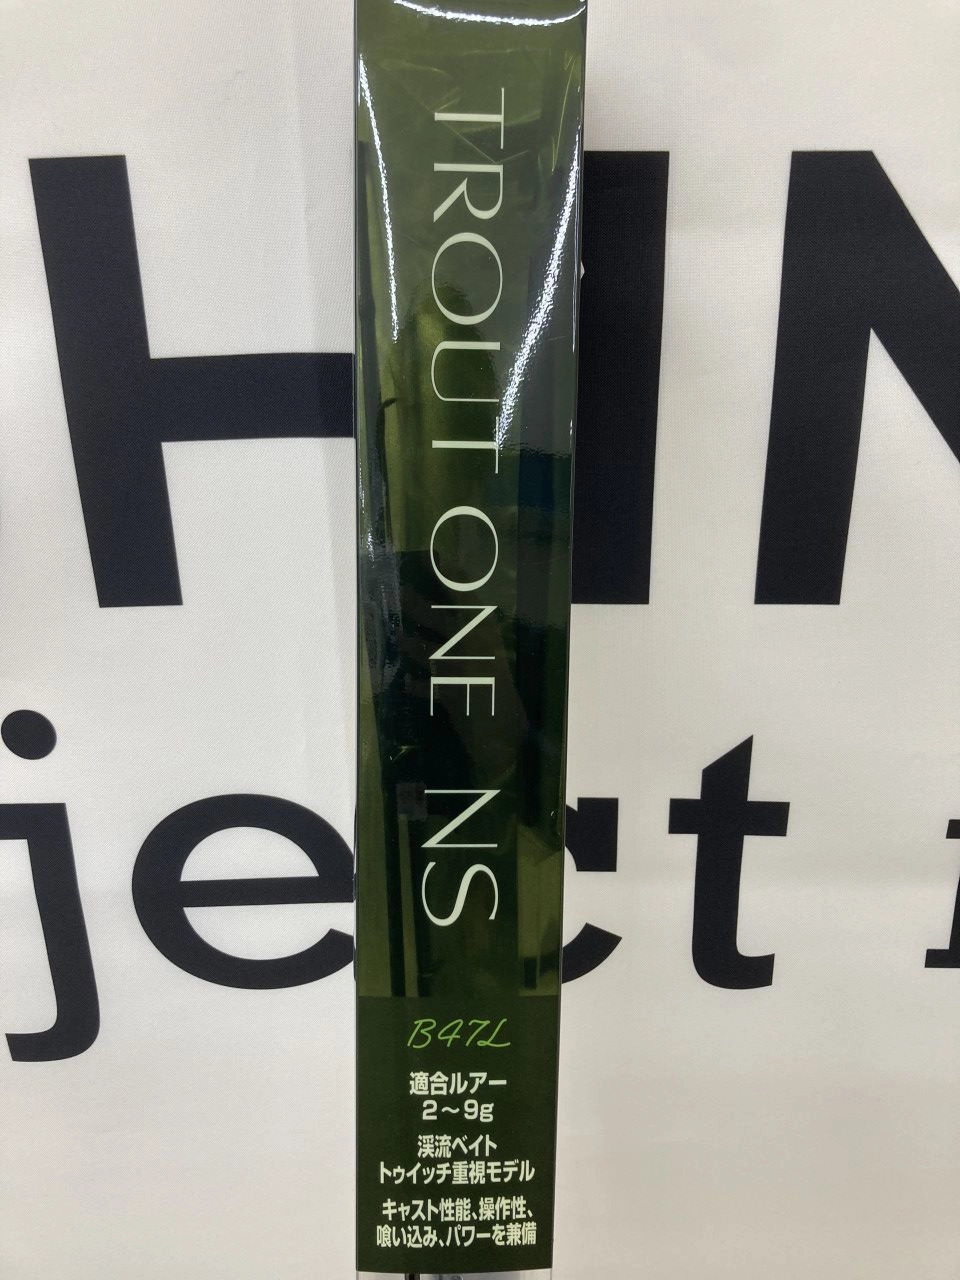 TROUT ONE NS
B47L
適合ルアー
2～9g
渓流ベイト
トゥイッチ重視モデル
キャスト性能、操作性、
喰い込み、パワーを兼備
HIN
ject